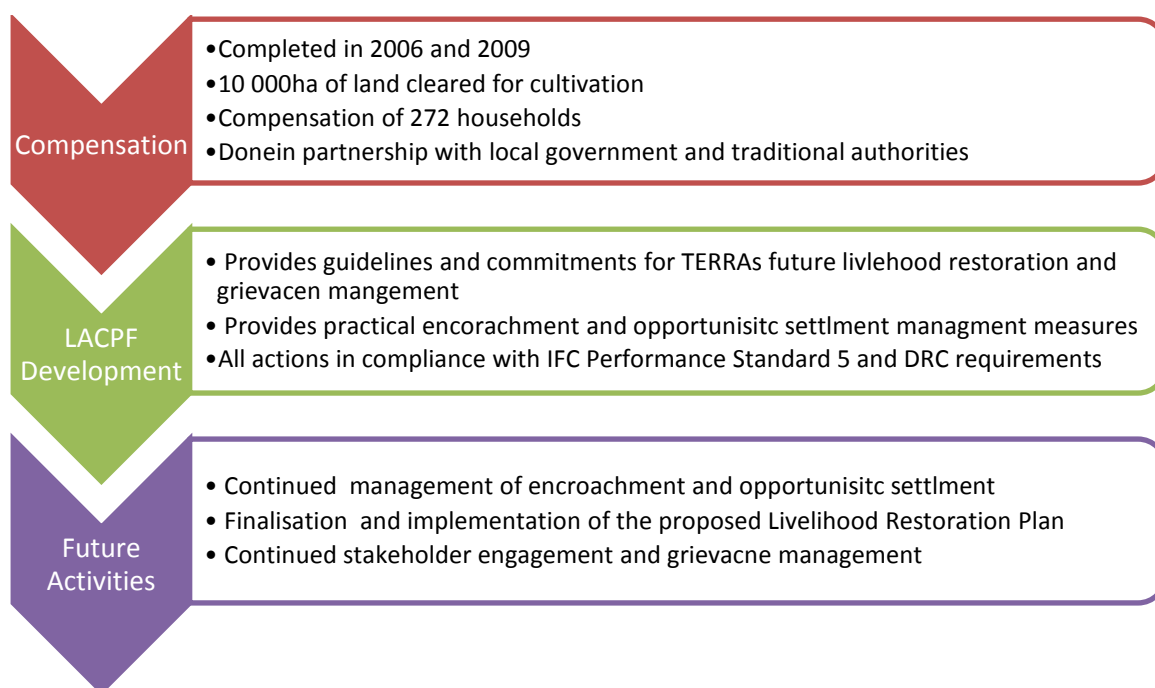 Compensation
•Completed in 2006 and 2009
•10 000ha of land cleared for cultivation
•Compensation of 272 households
•Donein partnership with local government and traditional authorities
LACPF
Development
• Provides guidelines and commitments for TERRAs future livlehood restoration and
grievacen mangement
• Provides practical encorachment and opportunisitc settlment managment measures
•All actions in compliance with IFC Performance Standard 5 and DRC requirements
Future
Activities
• Continued management of encroachment and opportunisitc settlment
• Finalisation and implementation of the proposed Livelihood Restoration Plan
• Continued stakeholder engagement and grievacne management